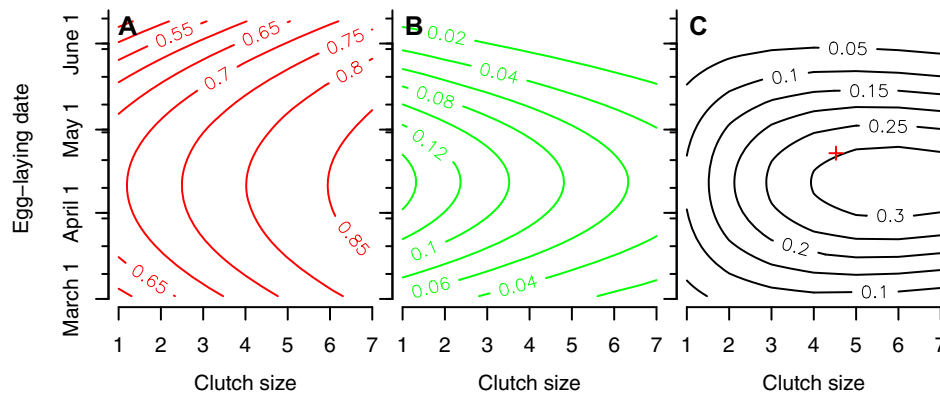 A
B
C
Egg−laying date
June 1
May 1
April 1
March 1
0.55
0.65
0.75
0.7
0.8
0.85
0.65
0.02
0.04
0.08
0.12
0.1
0.06
0.04
0.05
0.1
0.15
0.25
0.3
0.2
0.1
1 2 3 4 5 6 7
1 2 3 4 5 6 7
1 2 3 4 5 6 7
Clutch size
Clutch size
Clutch size